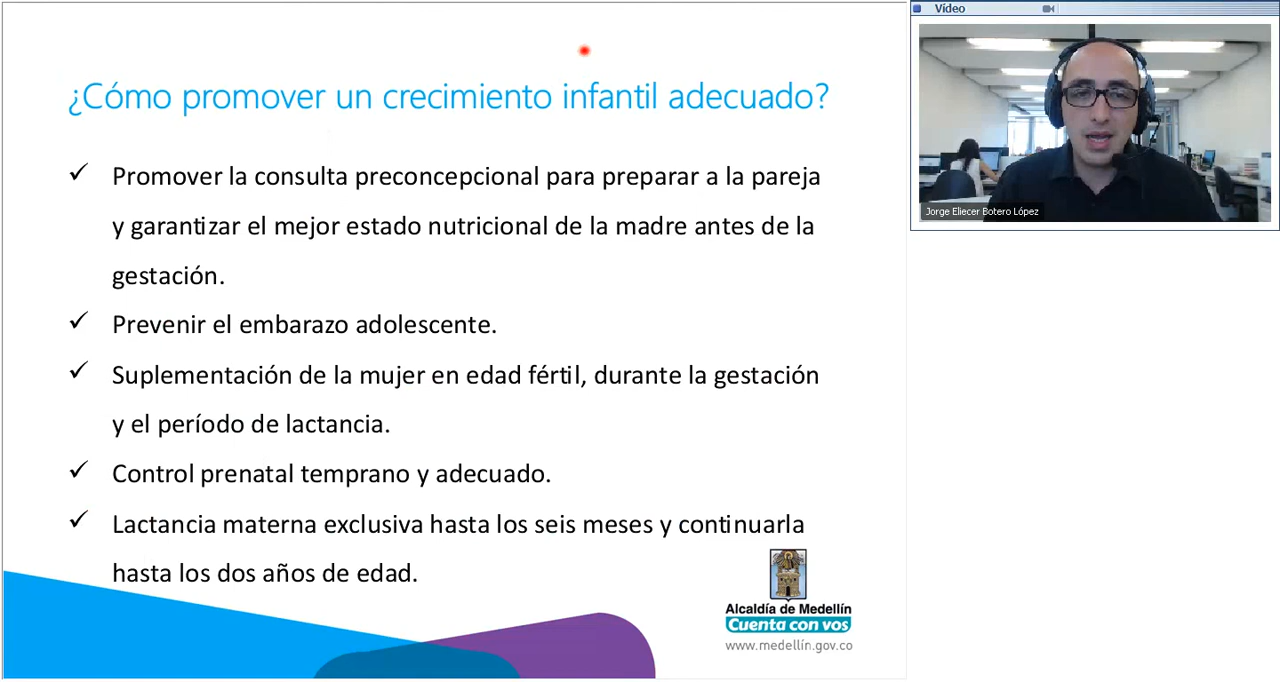 Vídeo
¿Cómo promover un crecimiento infantil adecuado?
Promover la consulta preconcepcional para preparar a la pareja
y garantizar el mejor estado nutricional de la madre antes de la
gestación.
Prevenir el embarazo adolescente.
Suplementación de la mujer en edad fértil, durante la gestación
y el período de lactancia.
Control prenatal temprano y adecuado.
Lactancia materna exclusiva hasta los seis meses y continuarla
hasta los dos años de edad.
Jorge Eliecer Botero López
Alcaldía de Medellín
Cuenta con vos
www.medellín.gov.co